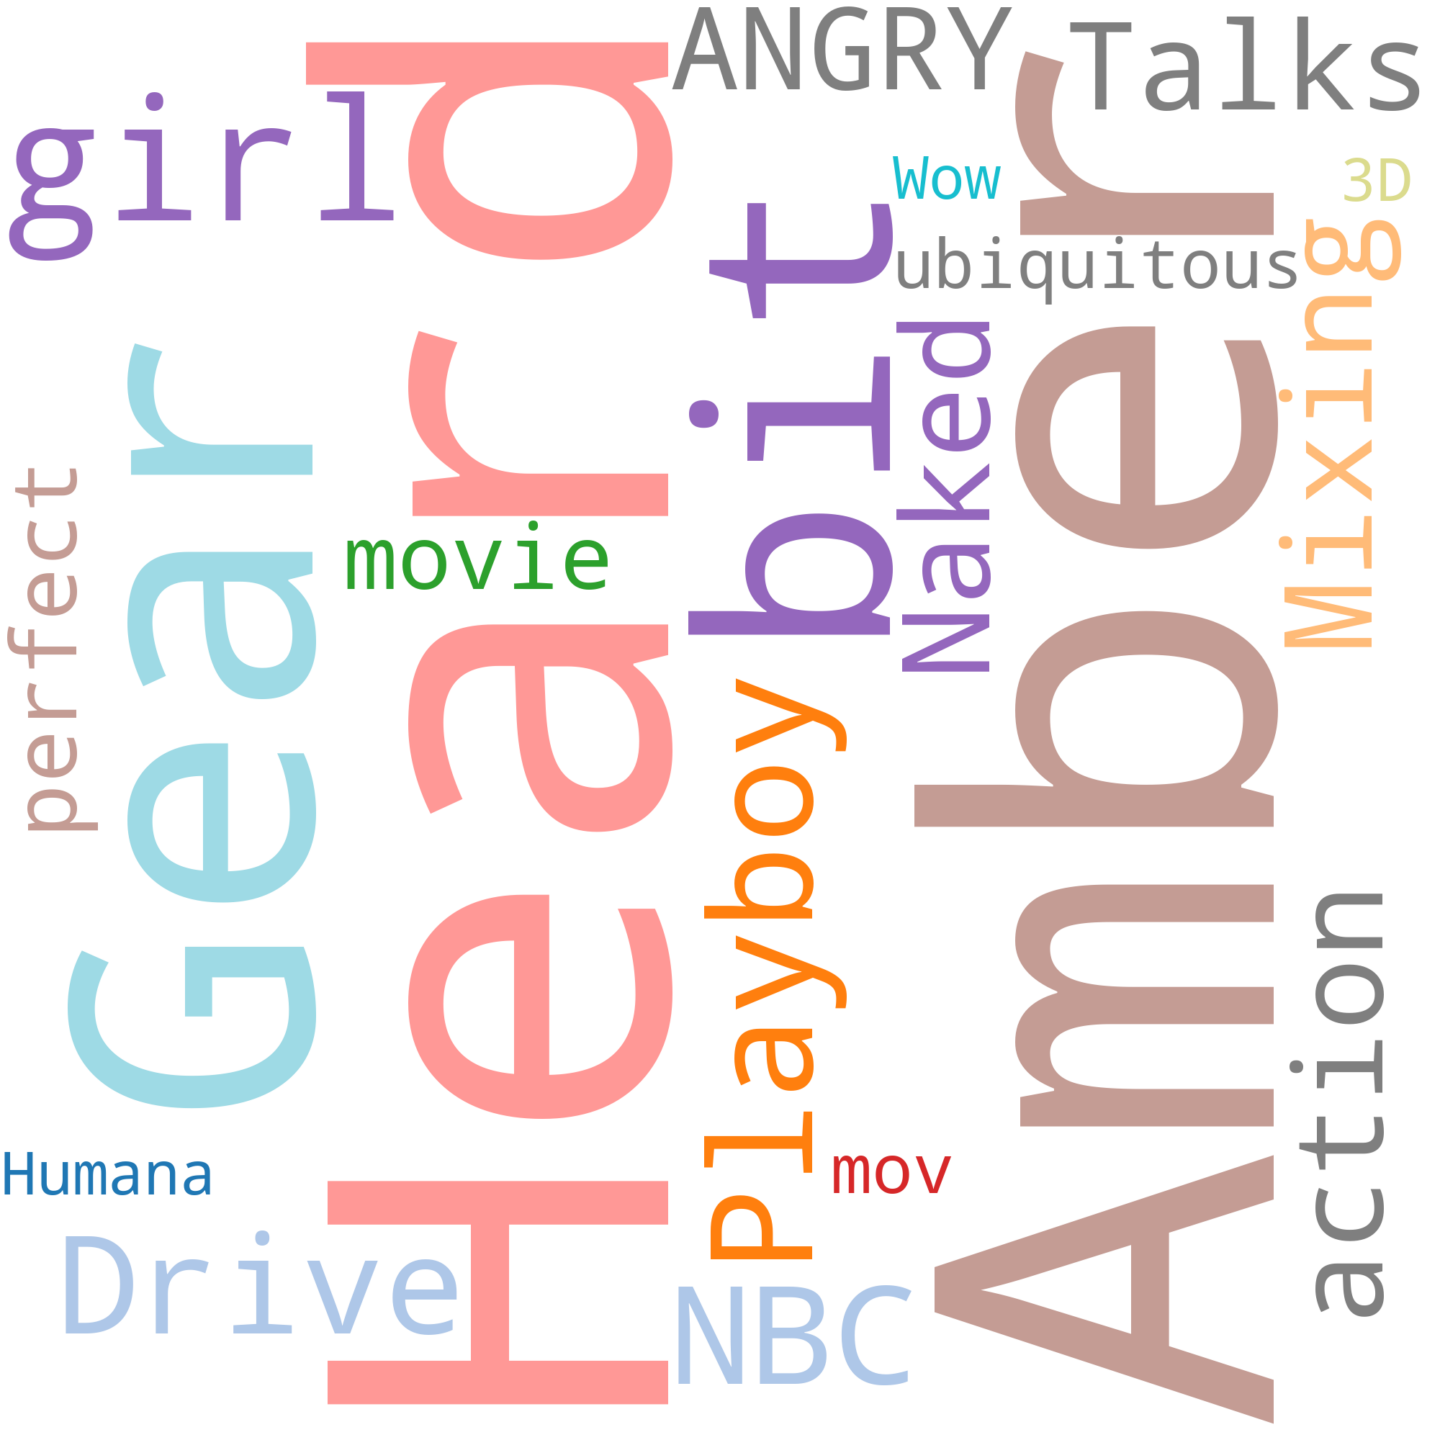 ANGRY
Talks
girl
Heard
Wow
3D
ubiquitous
Mixing
bit
Amber
Naked
Gear
perfect
movie
Playboy
action
Humana
mov
Drive
NBC